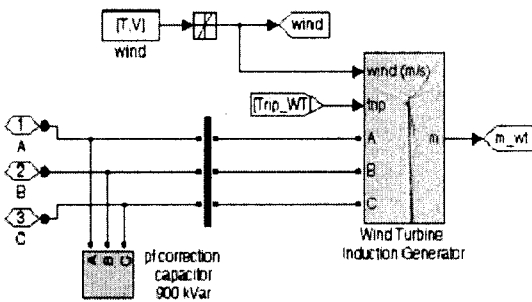 [T,V]
wind
wind
wind (m/s)
[Trip_WT]
trip
1
A
A
m
m_wt
2
B
B
3
C
C
A B C
pf correction
capacitor
900 kVar
Wind Turbine
Induction Generator